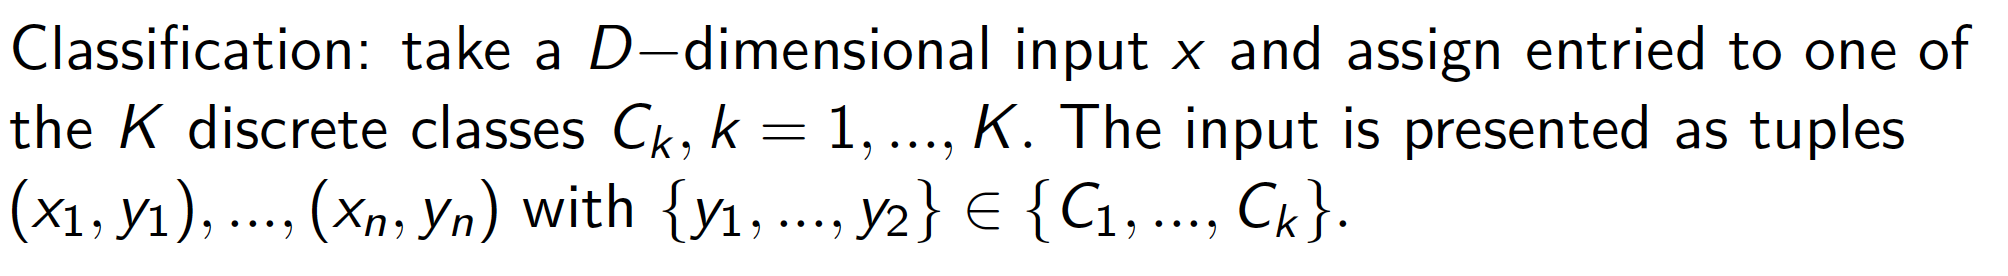 Classification: take a D−dimensional input x and assign entried to one of
the K discrete classes C_k, k = 1, ..., K. The input is presented as tuples
(x_1, y_1), ..., (x_n, y_n) with {y_1, ..., y_2} ∈ {C_1, ..., C_k}.